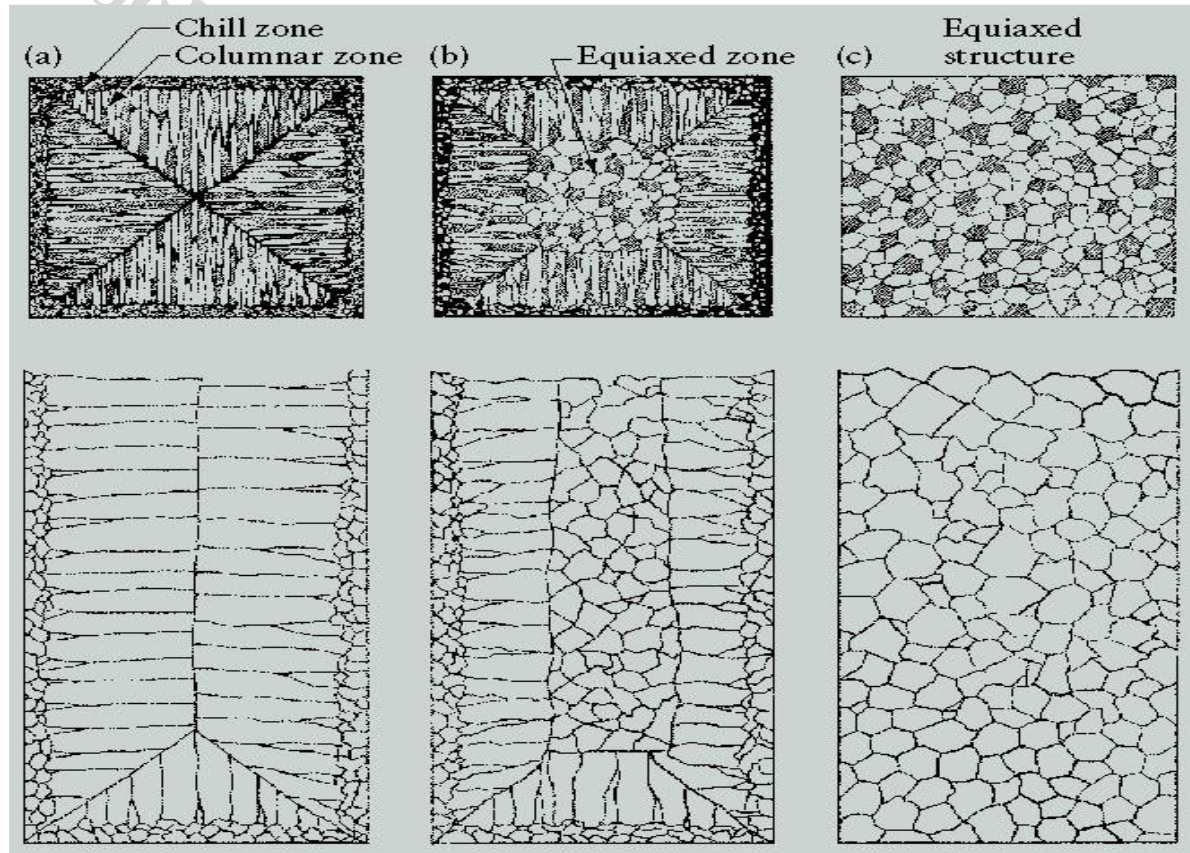 Chill zone
(a) Columnar zone
(b) Equiaxed zone
(c) Equiaxed
structure